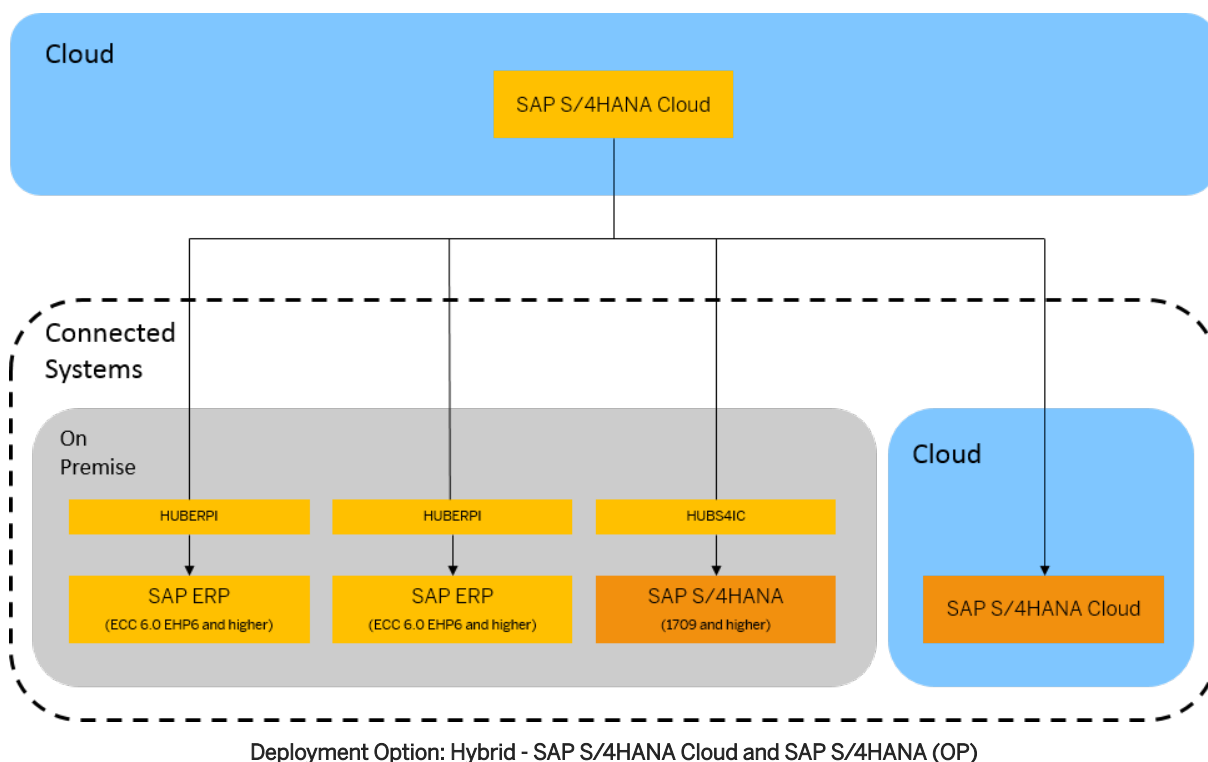 Cloud
SAP S/4HANA Cloud
Connected
Systems
On
Premise
HUBERPI
HUBERPI
HUBS4IC
SAP ERP
(ECC 6.0 EHP6 and higher)
SAP ERP
(ECC 6.0 EHP6 and higher)
SAP S/4HANA
(1709 and higher)
Cloud
SAP S/4HANA Cloud
Deployment Option: Hybrid - SAP S/4HANA Cloud and SAP S/4HANA (OP)